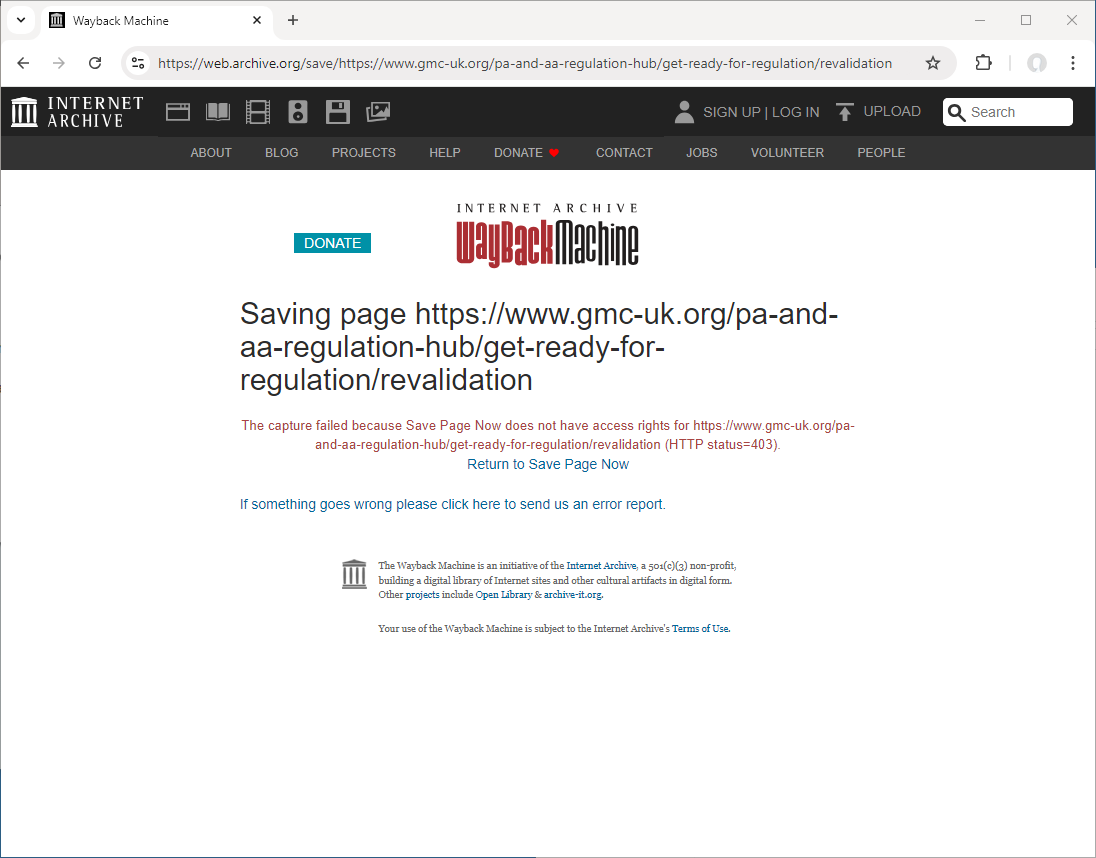 Wayback Machine
https://web.archive.org/save/https://www.gmc-uk.org/pa-and-aa-regulation-hub/get-ready-for-regulation/revalidation
INTERNET
ARCHIVE
SIGN UP | LOG IN
UPLOAD
Search
ABOUT
BLOG
PROJECTS
HELP
DONATE
CONTACT
JOBS
VOLUNTEER
PEOPLE
INTERNET ARCHIVE
WayBackMachine
DONATE
Saving page https://www.gmc-uk.org/pa-and-
aa-regulation-hub/get-ready-for-
regulation/revalidation
The capture failed because Save Page Now does not have access rights for https://www.gmc-uk.org/pa-
and-aa-regulation-hub/get-ready-for-regulation/revalidation (HTTP status=403).
Return to Save Page Now
If something goes wrong please click here to send us an error report.
The Wayback Machine is an initiative of the Internet Archive, a 501(c)(3) non-profit,
building a digital library of Internet sites and other cultural artifacts in digital form.
Other projects include Open Library & archive-it.org.
Your use of the Wayback Machine is subject to the Internet Archive's Terms of Use.